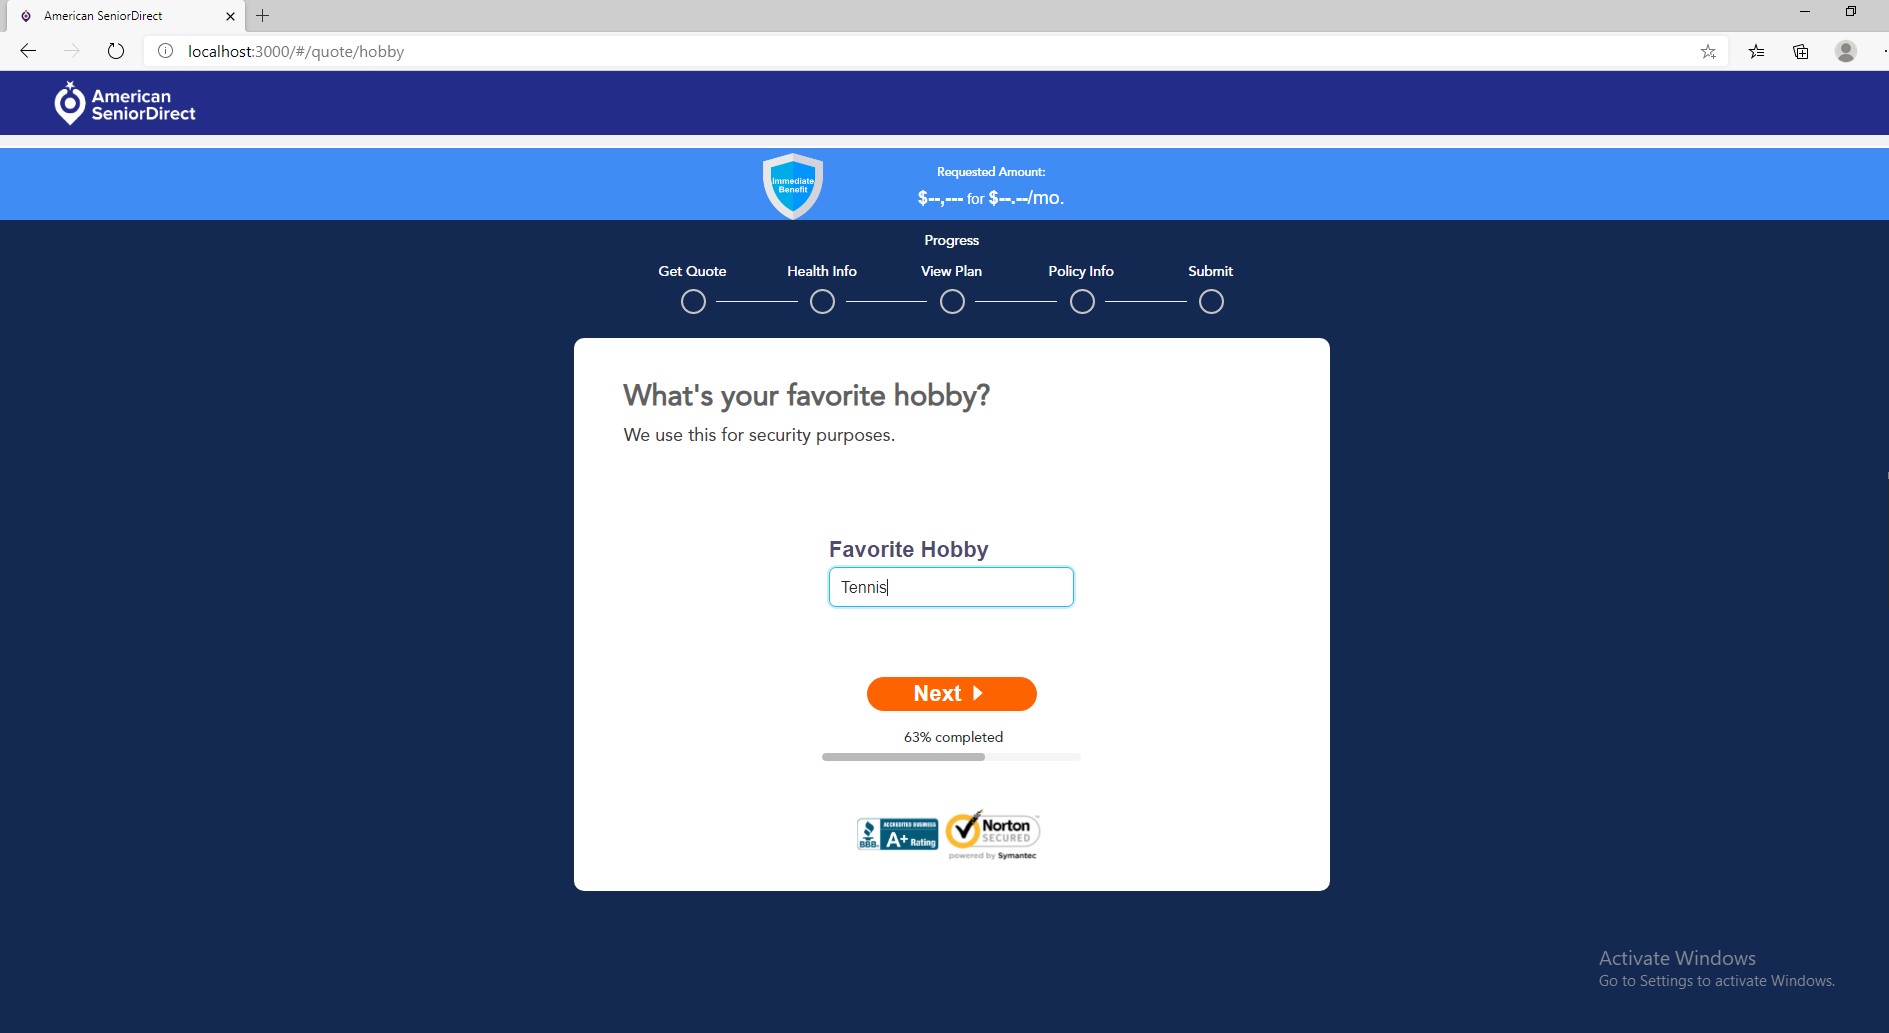 American SeniorDirect
localhost:3000/#/quote/hobby
American
SeniorDirect
Immediate
Benefit
Requested Amount:
$--,--- for $--.--/mo.
Progress
Get Quote Health Info View Plan Policy Info Submit
What's your favorite hobby?
We use this for security purposes.
Favorite Hobby
Tennis
Next
63% completed
BBB. ACCREDITED BUSINESS
A+ Rating
Norton
SECURED
powered by Symantec
Activate Windows
Go to Settings to activate Windows.